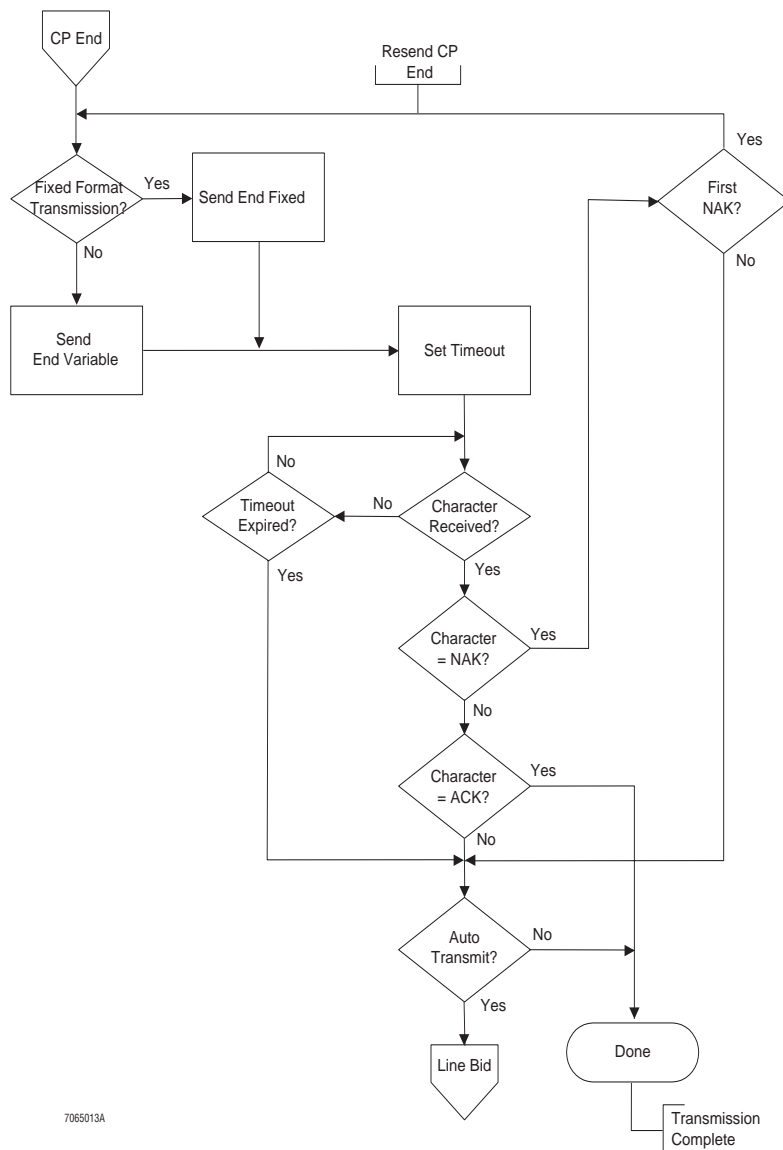 CP End
Resend CP
End
Yes
Fixed Format
Transmission?
Yes
Send End Fixed
First
NAK?
No
No
Send
End Variable
Set Timeout
No
Timeout
Expired?
No
Character
Received?
Yes
Yes
Character
= NAK?
Yes
No
Character
= ACK?
Yes
No
Auto
Transmit?
No
Yes
Line Bid
Done
7065013A
Transmission
Complete